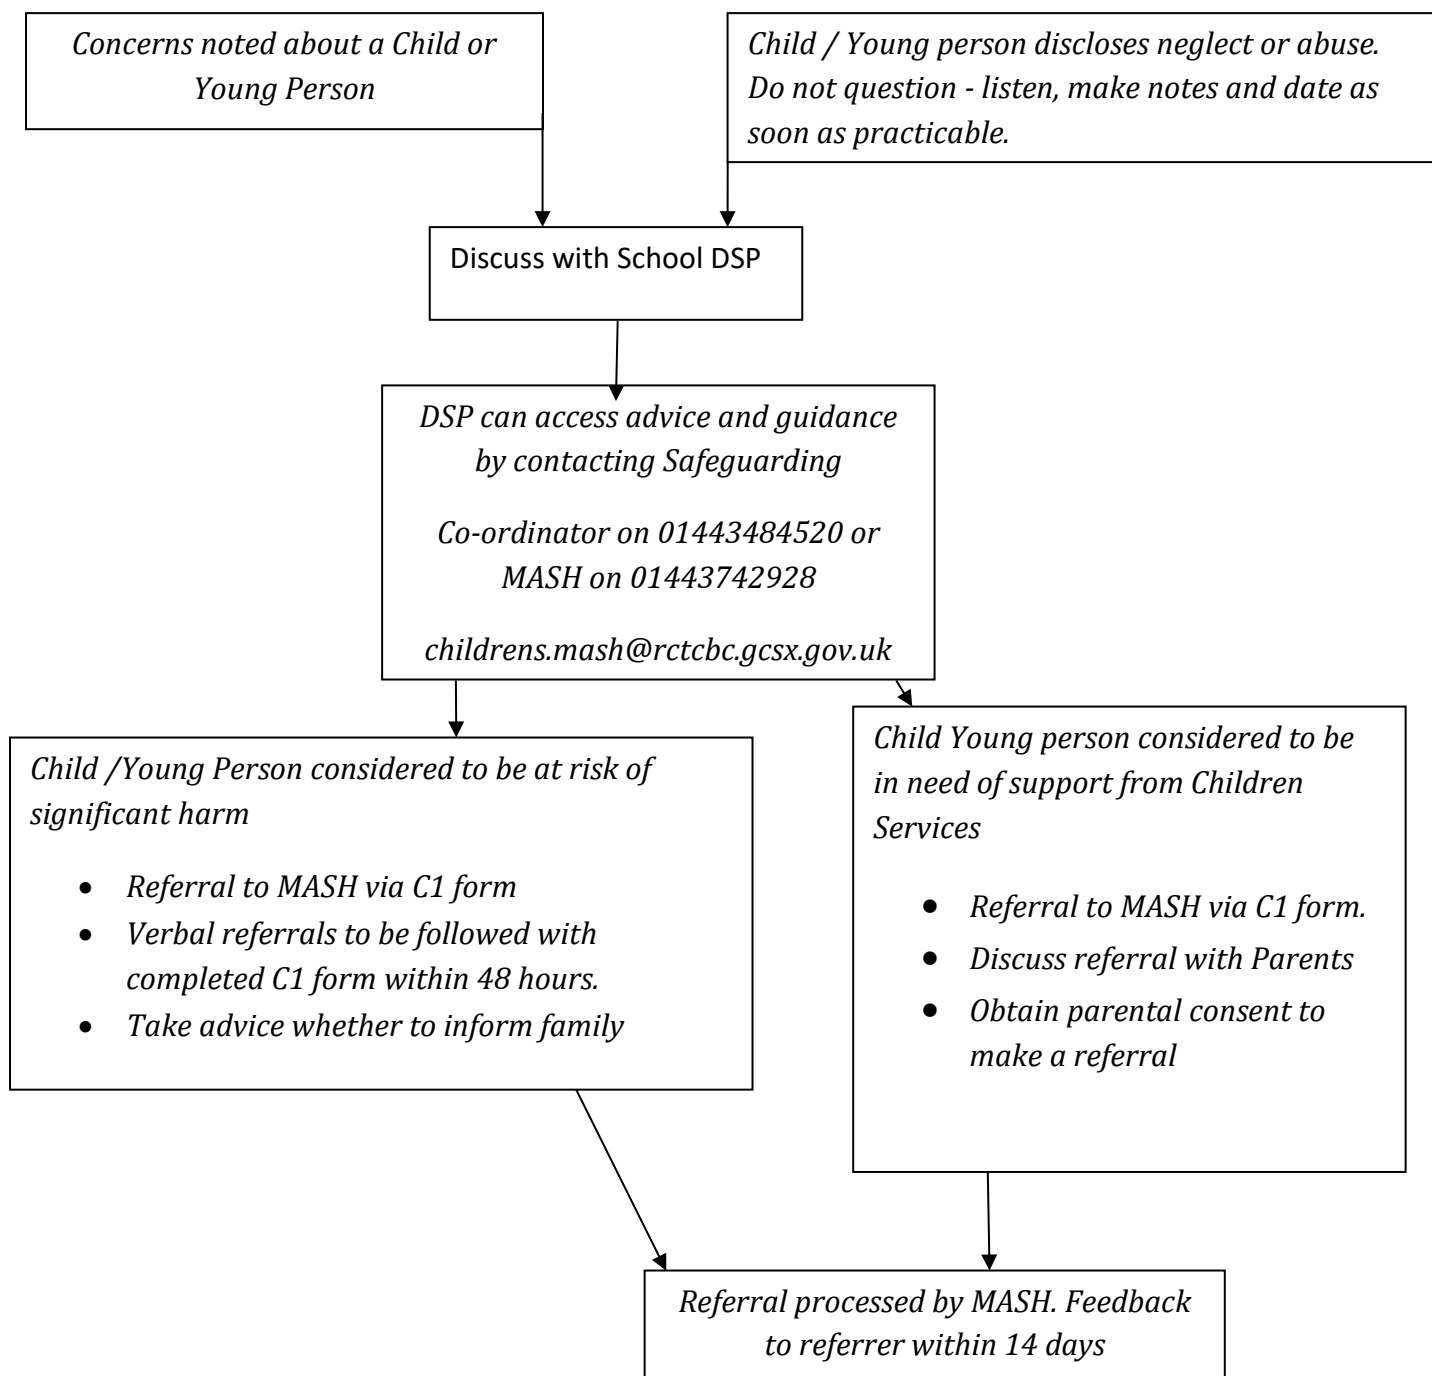 Concerns noted about a Child or
Young Person
Child / Young person discloses neglect or abuse.
Do not question - listen, make notes and date as
soon as practicable.
Discuss with School DSP
DSP can access advice and guidance
by contacting Safeguarding
Co-ordinator on 01443484520 or
MASH on 01443742928
childrens.mash@rctcbc.gcsx.gov.uk
Child /Young Person considered to be at risk of
significant harm
• Referral to MASH via C1 form
• Verbal referrals to be followed with
completed C1 form within 48 hours.
• Take advice whether to inform family
Child Young person considered to be
in need of support from Children
Services
• Referral to MASH via C1 form.
• Discuss referral with Parents
• Obtain parental consent to
make a referral
Referral processed by MASH. Feedback
to referrer within 14 days